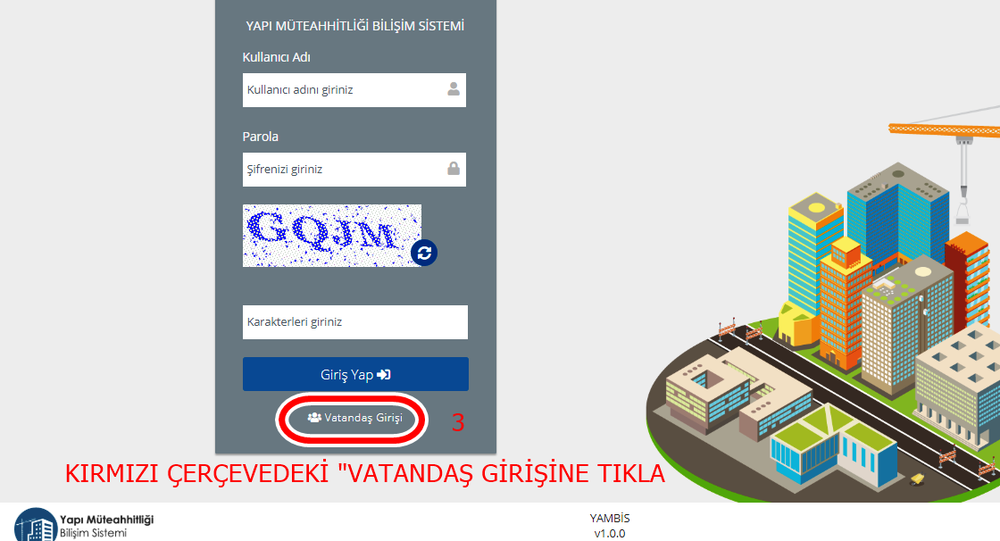 YAPI MÜTEAHHİTLİĞİ BİLİŞİM SİSTEMİ
Kullanıcı Adı
Kullanıcı adını giriniz
Parola
Şifrenizi giriniz
GQJM
Karakterleri giriniz
Giriş Yap
Vatandaş Girişi
3
KIRMIZI ÇERÇEVEDEKİ "VATANDAŞ GİRİŞİNE TIKLA
Yapı Müteahhitliği
Bilişim Sistemi
YAMBİS
v1.0.0